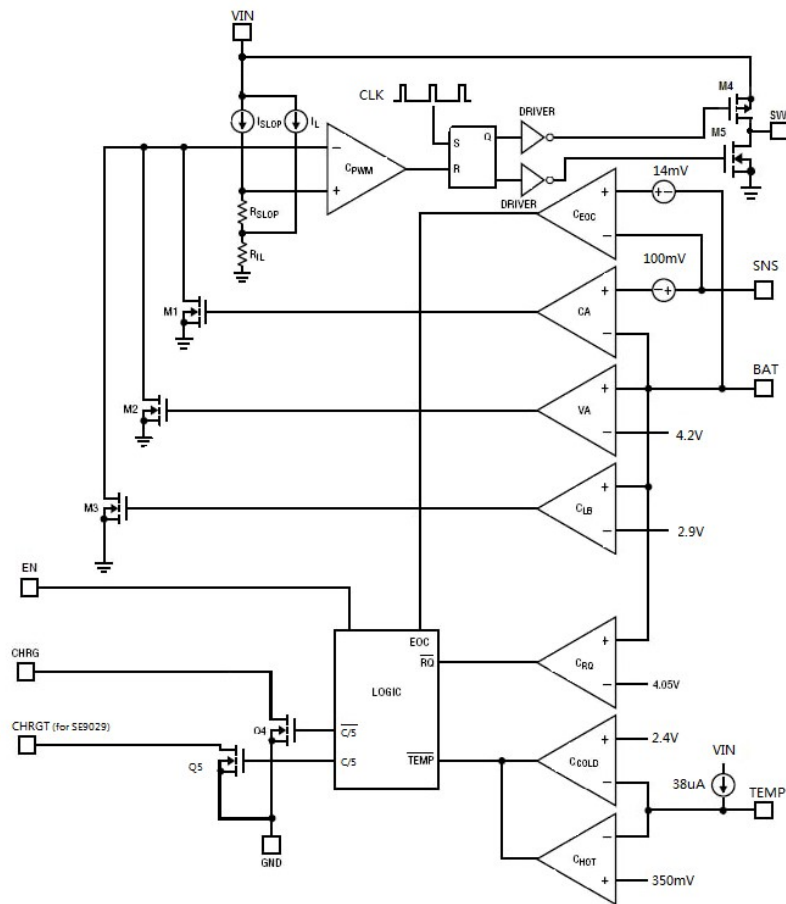 VIN
M4
CLK
DRIVER
SW
ISLOP
IL
M5
S
Q
CPWM
R
14mV
RSLOP
DRIVER
CEOC
RIL
100mV
SNS
M1
CA
BAT
M2
VA
4.2V
M3
CLB
2.9V
EN
EOC
CHRG
RQ
CRQ
LOGIC
4.05V
CHRGT (for SE9029)
Q4
C/5
2.4V
VIN
Q5
C/5
TEMP
CCOLD
38uA
TEMP
GND
CHOT
350mV